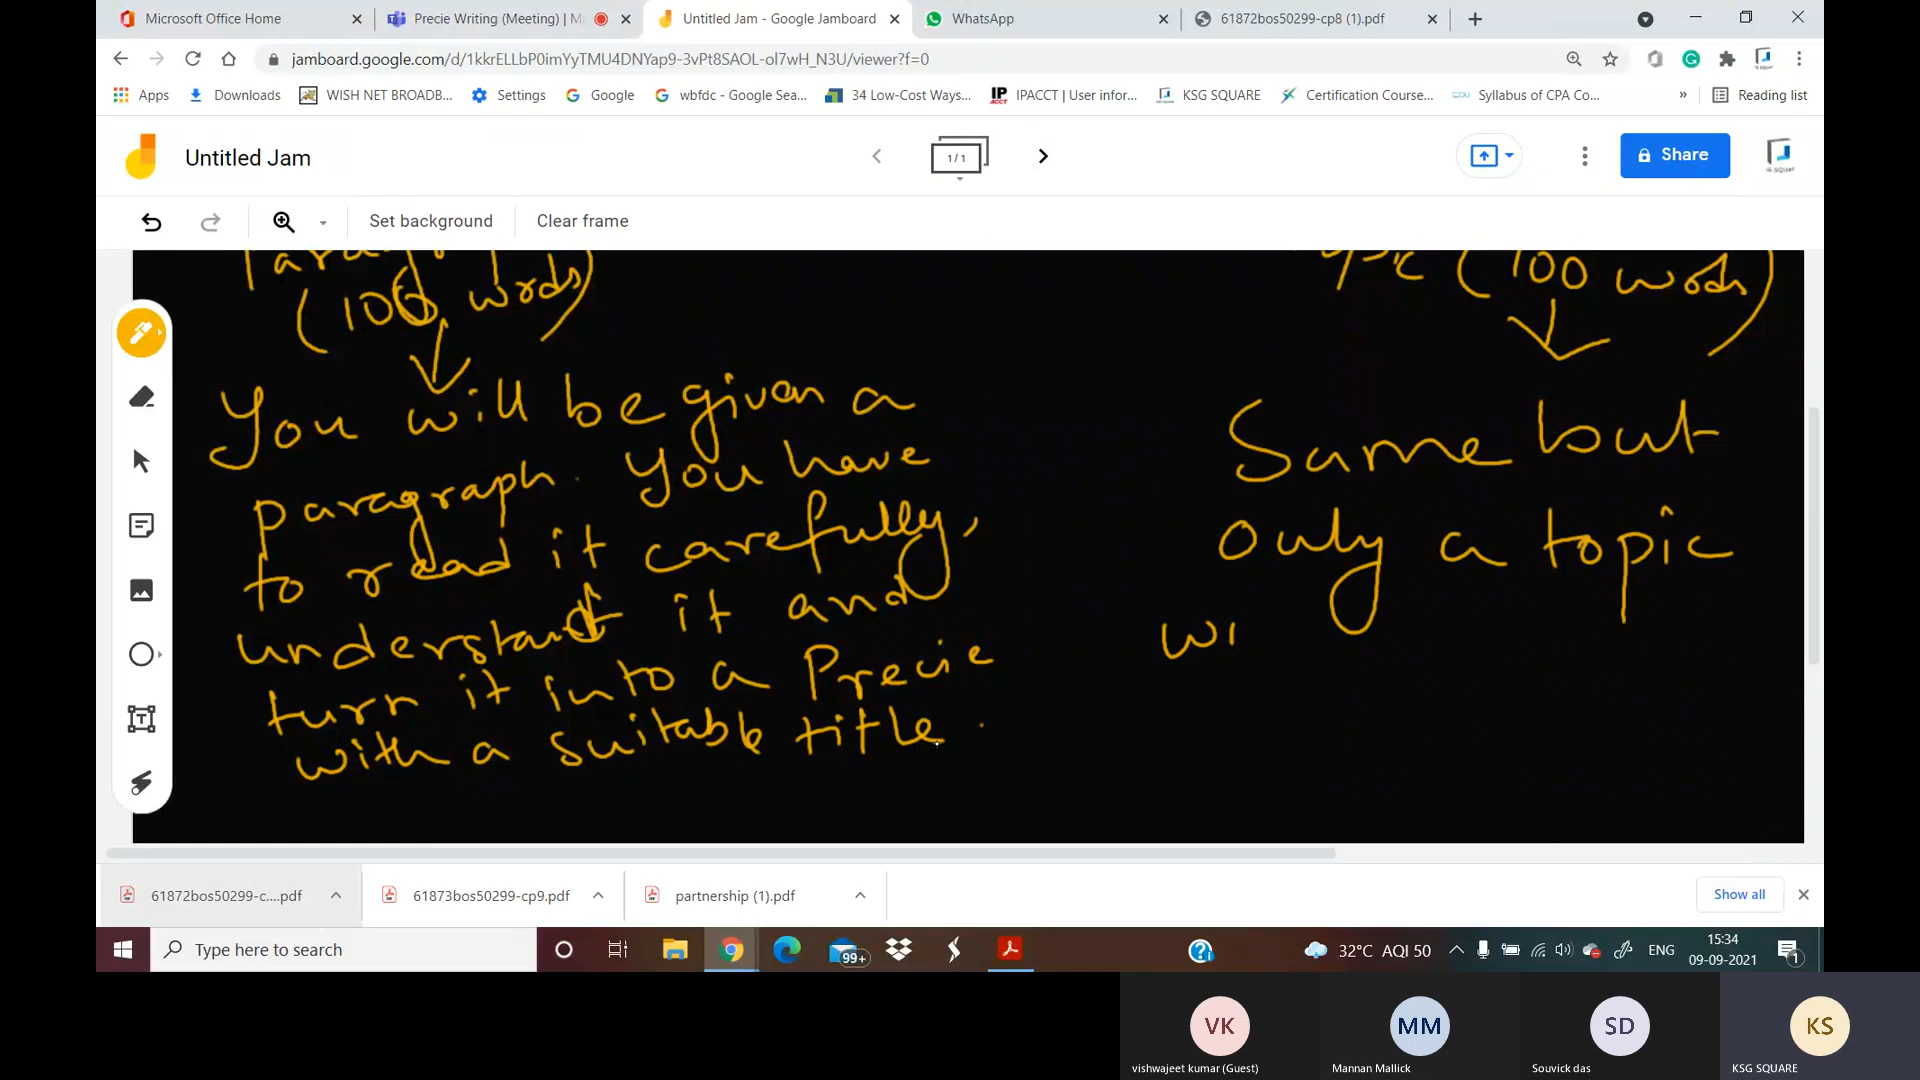 Microsoft Office Home
Precie Writing (Meeting) | M
Untitled Jam - Google Jamboard
WhatsApp
61872bos50299-cp8 (1).pdf
jamboard.google.com/d/1kkrELLbP0imYyTMU4DNYap9-3vPt8SAOL-ol7wH_N3U/viewer?f=0
Apps
Downloads
WISH NET BROADB...
Settings
Google
wbfdc - Google Sea...
34 Low-Cost Ways...
IPACCT | User infor...
KSG SQUARE
Certification Course...
Syllabus of CPA Co...
»
Reading list
Untitled Jam
1/1
Share
Set background
Clear frame
(100 words)
You will be given a
paragraph. You have
to read it carefully,
understand it and
turn it into a Precie
with a suitable title.
(100 words)
Same but
only a topic
wi
61872bos50299-c....pdf
61873bos50299-cp9.pdf
partnership (1).pdf
Show all
Type here to search
99+
32°C AQI 50
ENG
15:34
09-09-2021
1
VK
MM
SD
KS
vishwajeet kumar (Guest)
Mannan Mallick
Souvick das
KSG SQUARE